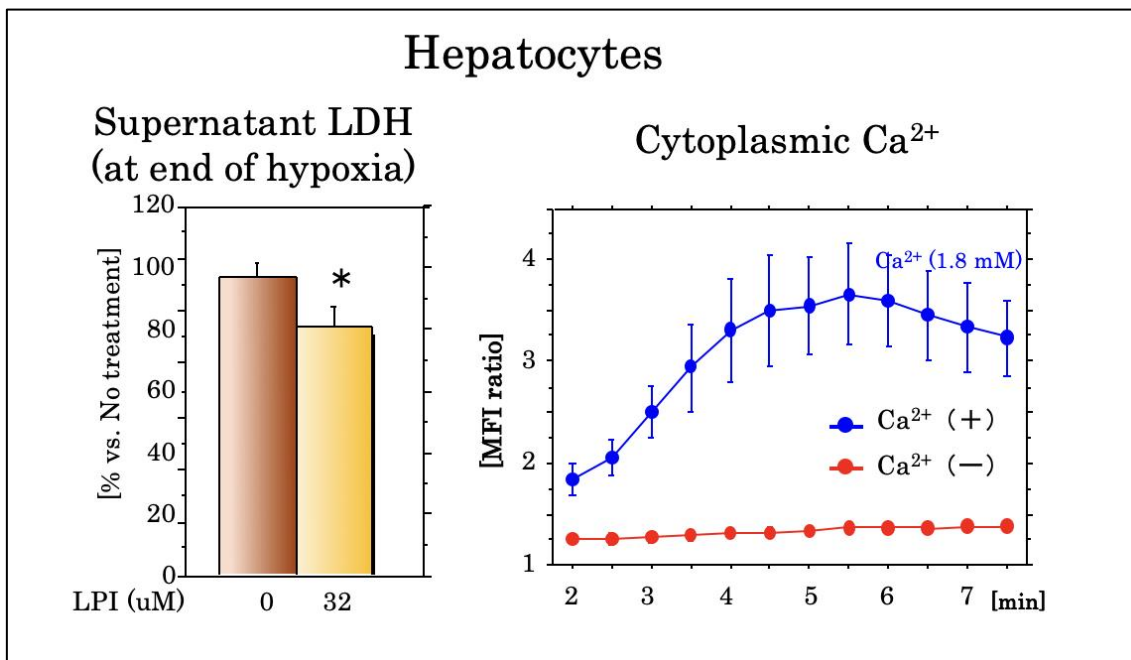 Hepatocytes
Supernatant LDH
(at end of hypoxia)
[% vs. No treatment]
120
100
80
60
40
20
0
LPI (uM)　0　32
*
Cytoplasmic Ca²⁺
[MFI ratio]
4
3
2
1
Ca²⁺ (1.8 mM)
Ca²⁺（＋）
Ca²⁺（－）
2 3 4 5 6 7 [min]